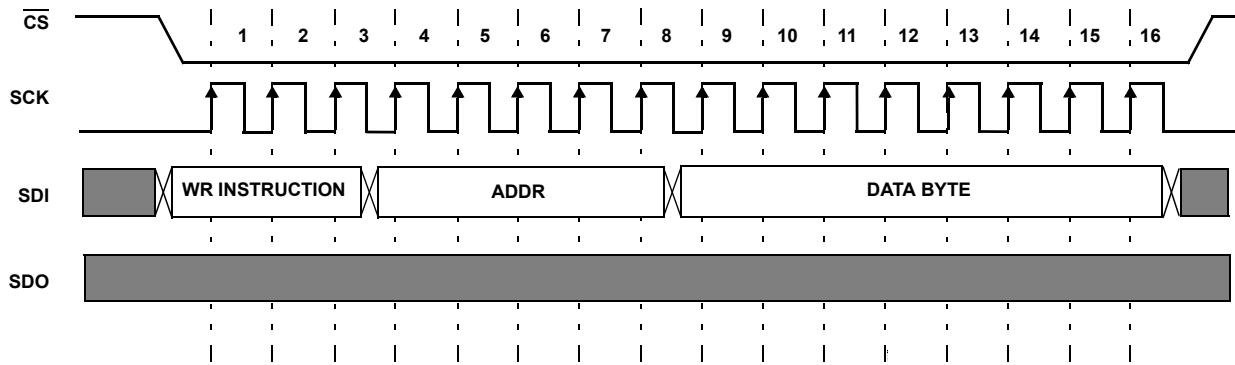 CS
1 2 3 4 5 6 7 8 9 10 11 12 13 14 15 16
SCK
SDI WR INSTRUCTION ADDR DATA BYTE
SDO